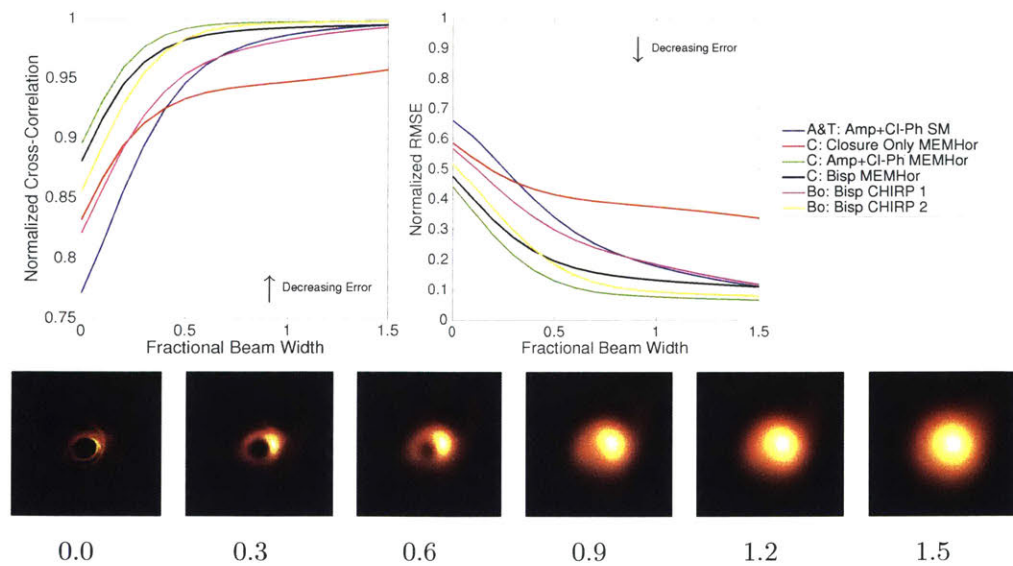 1
0.95
0.9
0.85
0.8
0.75
0
0.5
1
1.5
Normalized Cross-Correlation
Fractional Beam Width
↑ Decreasing Error
1
0.9
0.8
0.7
0.6
0.5
0.4
0.3
0.2
0.1
0
0
0.5
1
1.5
Normalized RMSE
Fractional Beam Width
↓ Decreasing Error
A&T: Amp+Cl-Ph SM
C: Closure Only MEMHor
C: Amp+Cl-Ph MEMHor
C: Bisp MEMHor
Bo: Bisp CHIRP 1
Bo: Bisp CHIRP 2
0.0 0.3 0.6 0.9 1.2 1.5